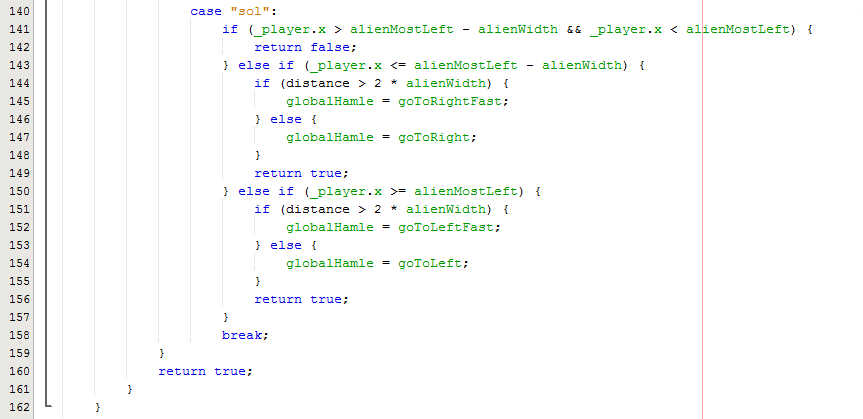 140 case "sol":
141 if (_player.x > alienMostLeft - alienWidth && _player.x < alienMostLeft) {
142 return false;
143 } else if (_player.x <= alienMostLeft - alienWidth) {
144 if (distance > 2 * alienWidth) {
145 globalHamle = goToRightFast;
146 } else {
147 globalHamle = goToRight;
148 }
149 return true;
150 } else if (_player.x >= alienMostLeft) {
151 if (distance > 2 * alienWidth) {
152 globalHamle = goToLeftFast;
153 } else {
154 globalHamle = goToLeft;
155 }
156 return true;
157 }
158 break;
159 }
160 return true;
161 }
162 }